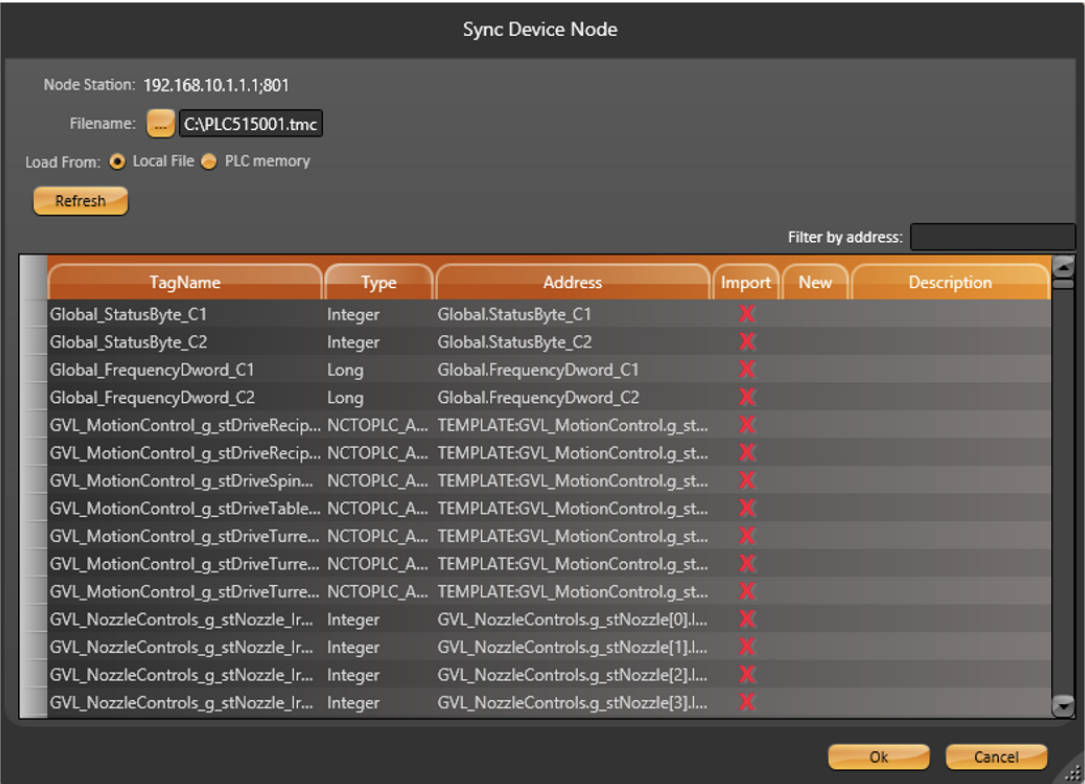 Sync Device Node
Node Station: 192.168.10.1.1.1;801
Filename: ... C:\PLC515001.tmc
Load From: Local File PLC memory
Refresh
Filter by address:
TagName Type Address Import New Description
Global_StatusByte_C1 Integer Global.StatusByte_C1 X
Global_StatusByte_C2 Integer Global.StatusByte_C2 X
Global_FrequencyDword_C1 Long Global.FrequencyDword_C1 X
Global_FrequencyDword_C2 Long Global.FrequencyDword_C2 X
GVL_MotionControl_g_stDriveRecip... NCTOPLC_A... TEMPLATE:GVL_MotionControl.g_st... X
GVL_MotionControl_g_stDriveRecip... NCTOPLC_A... TEMPLATE:GVL_MotionControl.g_st... X
GVL_MotionControl_g_stDriveSpin... NCTOPLC_A... TEMPLATE:GVL_MotionControl.g_st... X
GVL_MotionControl_g_stDriveTable... NCTOPLC_A... TEMPLATE:GVL_MotionControl.g_st... X
GVL_MotionControl_g_stDriveTurre... NCTOPLC_A... TEMPLATE:GVL_MotionControl.g_st... X
GVL_MotionControl_g_stDriveTurre... NCTOPLC_A... TEMPLATE:GVL_MotionControl.g_st... X
GVL_MotionControl_g_stDriveTurre... NCTOPLC_A... TEMPLATE:GVL_MotionControl.g_st... X
GVL_NozzleControls_g_stNozzle_Ir... Integer GVL_NozzleControls.g_stNozzle[0].I... X
GVL_NozzleControls_g_stNozzle_Ir... Integer GVL_NozzleControls.g_stNozzle[1].I... X
GVL_NozzleControls_g_stNozzle_Ir... Integer GVL_NozzleControls.g_stNozzle[2].I... X
GVL_NozzleControls_g_stNozzle_Ir... Integer GVL_NozzleControls.g_stNozzle[3].I... X
Ok Cancel